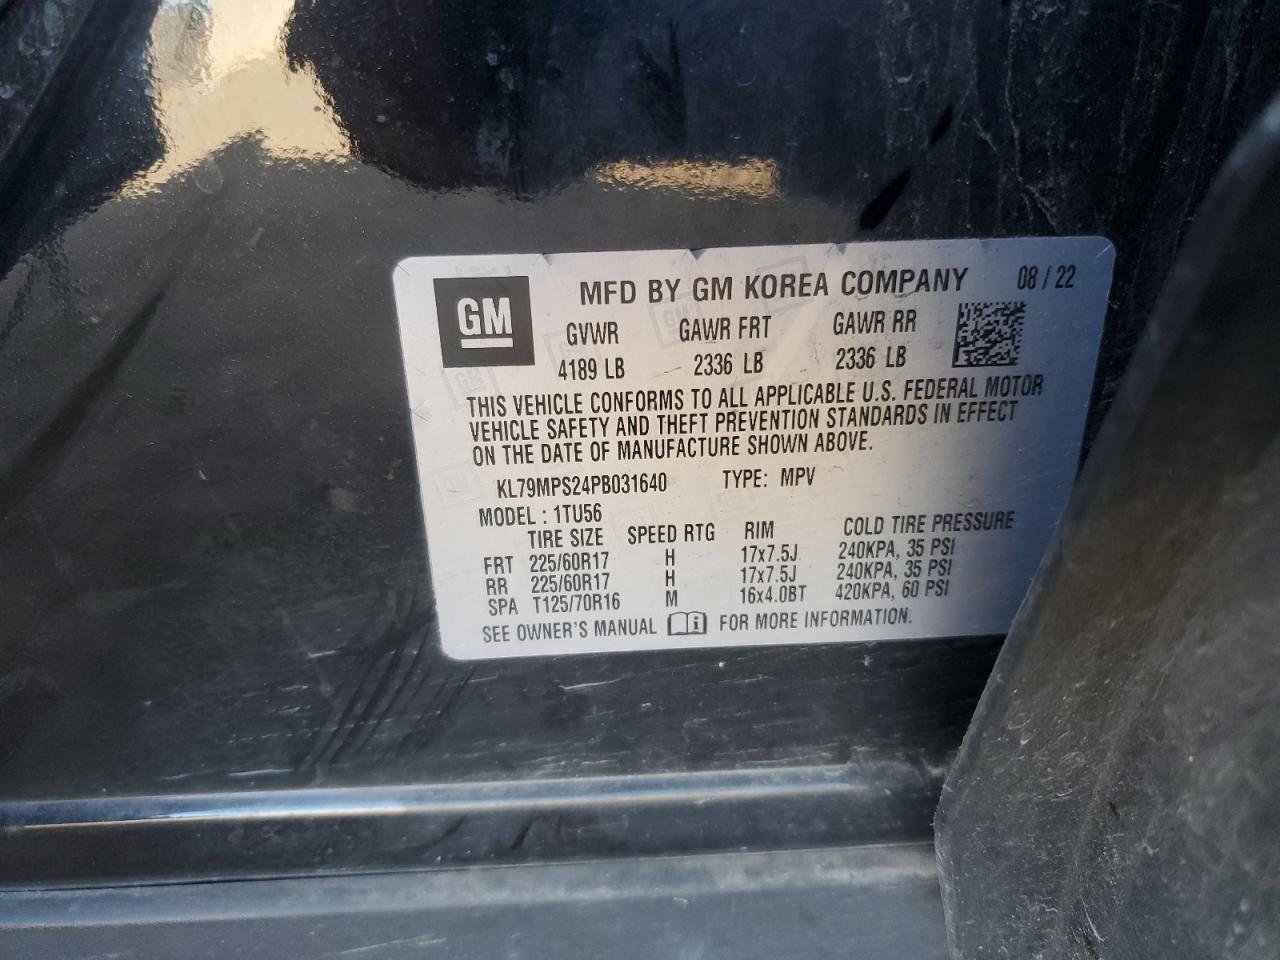 GM
MFD BY GM KOREA COMPANY 08 / 22
GVWR GAWR FRT GAWR RR
4189 LB 2336 LB 2336 LB
THIS VEHICLE CONFORMS TO ALL APPLICABLE U.S. FEDERAL MOTOR
VEHICLE SAFETY AND THEFT PREVENTION STANDARDS IN EFFECT
ON THE DATE OF MANUFACTURE SHOWN ABOVE.
KL79MPS24PB031640 TYPE: MPV
MODEL : 1TU56
TIRE SIZE SPEED RTG RIM COLD TIRE PRESSURE
FRT 225/60R17 H 17x7.5J 240KPA, 35 PSI
RR 225/60R17 H 17x7.5J 240KPA, 35 PSI
SPA T125/70R16 M 16x4.0BT 420KPA, 60 PSI
SEE OWNER'S MANUAL FOR MORE INFORMATION.